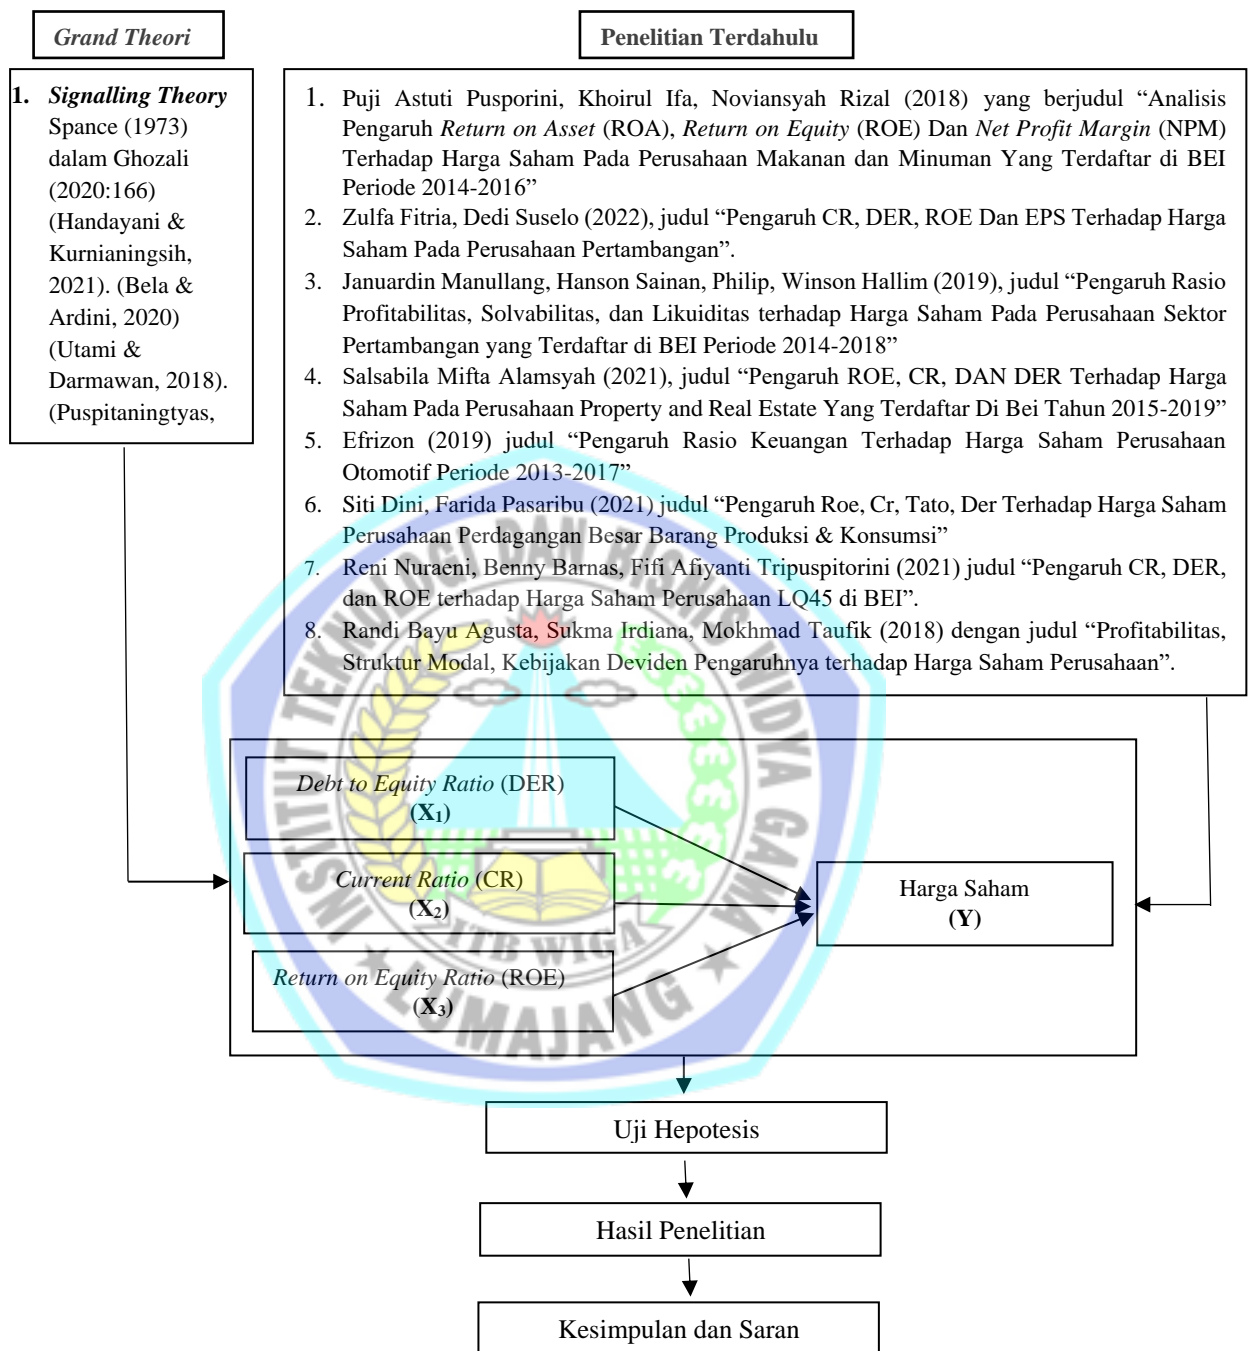 Grand Theori
Penelitian Terdahulu
1. Signalling Theory
Spance (1973)
dalam Ghozali
(2020:166)
(Handayani &
Kurnianingsih,
2021). (Bela &
Ardini, 2020)
(Utami &
Darmawan, 2018).
(Puspitaningtyas,
1. Puji Astuti Pusporini, Khoirul Ifa, Noviansyah Rizal (2018) yang berjudul “Analisis
Pengaruh Return on Asset (ROA), Return on Equity (ROE) Dan Net Profit Margin (NPM)
Terhadap Harga Saham Pada Perusahaan Makanan dan Minuman Yang Terdaftar di BEI
Periode 2014-2016”
2. Zulfa Fitria, Dedi Suselo (2022), judul “Pengaruh CR, DER, ROE Dan EPS Terhadap Harga
Saham Pada Perusahaan Pertambangan”.
3. Januardin Manullang, Hanson Sainan, Philip, Winson Hallim (2019), judul “Pengaruh Rasio
Profitabilitas, Solvabilitas, dan Likuiditas terhadap Harga Saham Pada Perusahaan Sektor
Pertambangan yang Terdaftar di BEI Periode 2014-2018”
4. Salsabila Mifta Alamsyah (2021), judul “Pengaruh ROE, CR, DAN DER Terhadap Harga
Saham Pada Perusahaan Property and Real Estate Yang Terdaftar Di Bei Tahun 2015-2019”
5. Efrizon (2019) judul “Pengaruh Rasio Keuangan Terhadap Harga Saham Perusahaan
Otomotif Periode 2013-2017”
6. Siti Dini, Farida Pasaribu (2021) judul “Pengaruh Roe, Cr, Tato, Der Terhadap Harga Saham
Perusahaan Perdagangan Besar Barang Produksi & Konsumsi”
7. Reni Nuraeni, Benny Barnas, Fifi Afiyanti Tripuspitorini (2021) judul “Pengaruh CR, DER,
dan ROE terhadap Harga Saham Perusahaan LQ45 di BEI”.
8. Randi Bayu Agusta, Sukma Irdiana, Mokhmad Taufik (2018) dengan judul “Profitabilitas,
Struktur Modal, Kebijakan Deviden Pengaruhnya terhadap Harga Saham Perusahaan”.
INSTITUT TEKNOLOGI DAN BISNIS WIDYA GAMA
Debt to Equity Ratio (DER)
(X1)
Current Ratio (CR)
(X2)
Return on Equity Ratio (ROE)
(X3)
Harga Saham
(Y)
ITB WIGA
LUMAJANG
Uji Hepotesis
Hasil Penelitian
Kesimpulan dan Saran